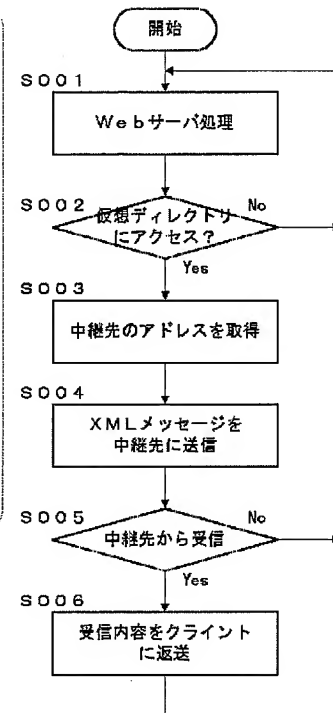 開始
S001
Webサーバ処理
S002
仮想ディレクトリ
にアクセス？
No
Yes
S003
中継先のアドレスを取得
S004
XMLメッセージを
中継先に送信
S005
中継先から受信
No
Yes
S006
受信内容をクライント
に返送